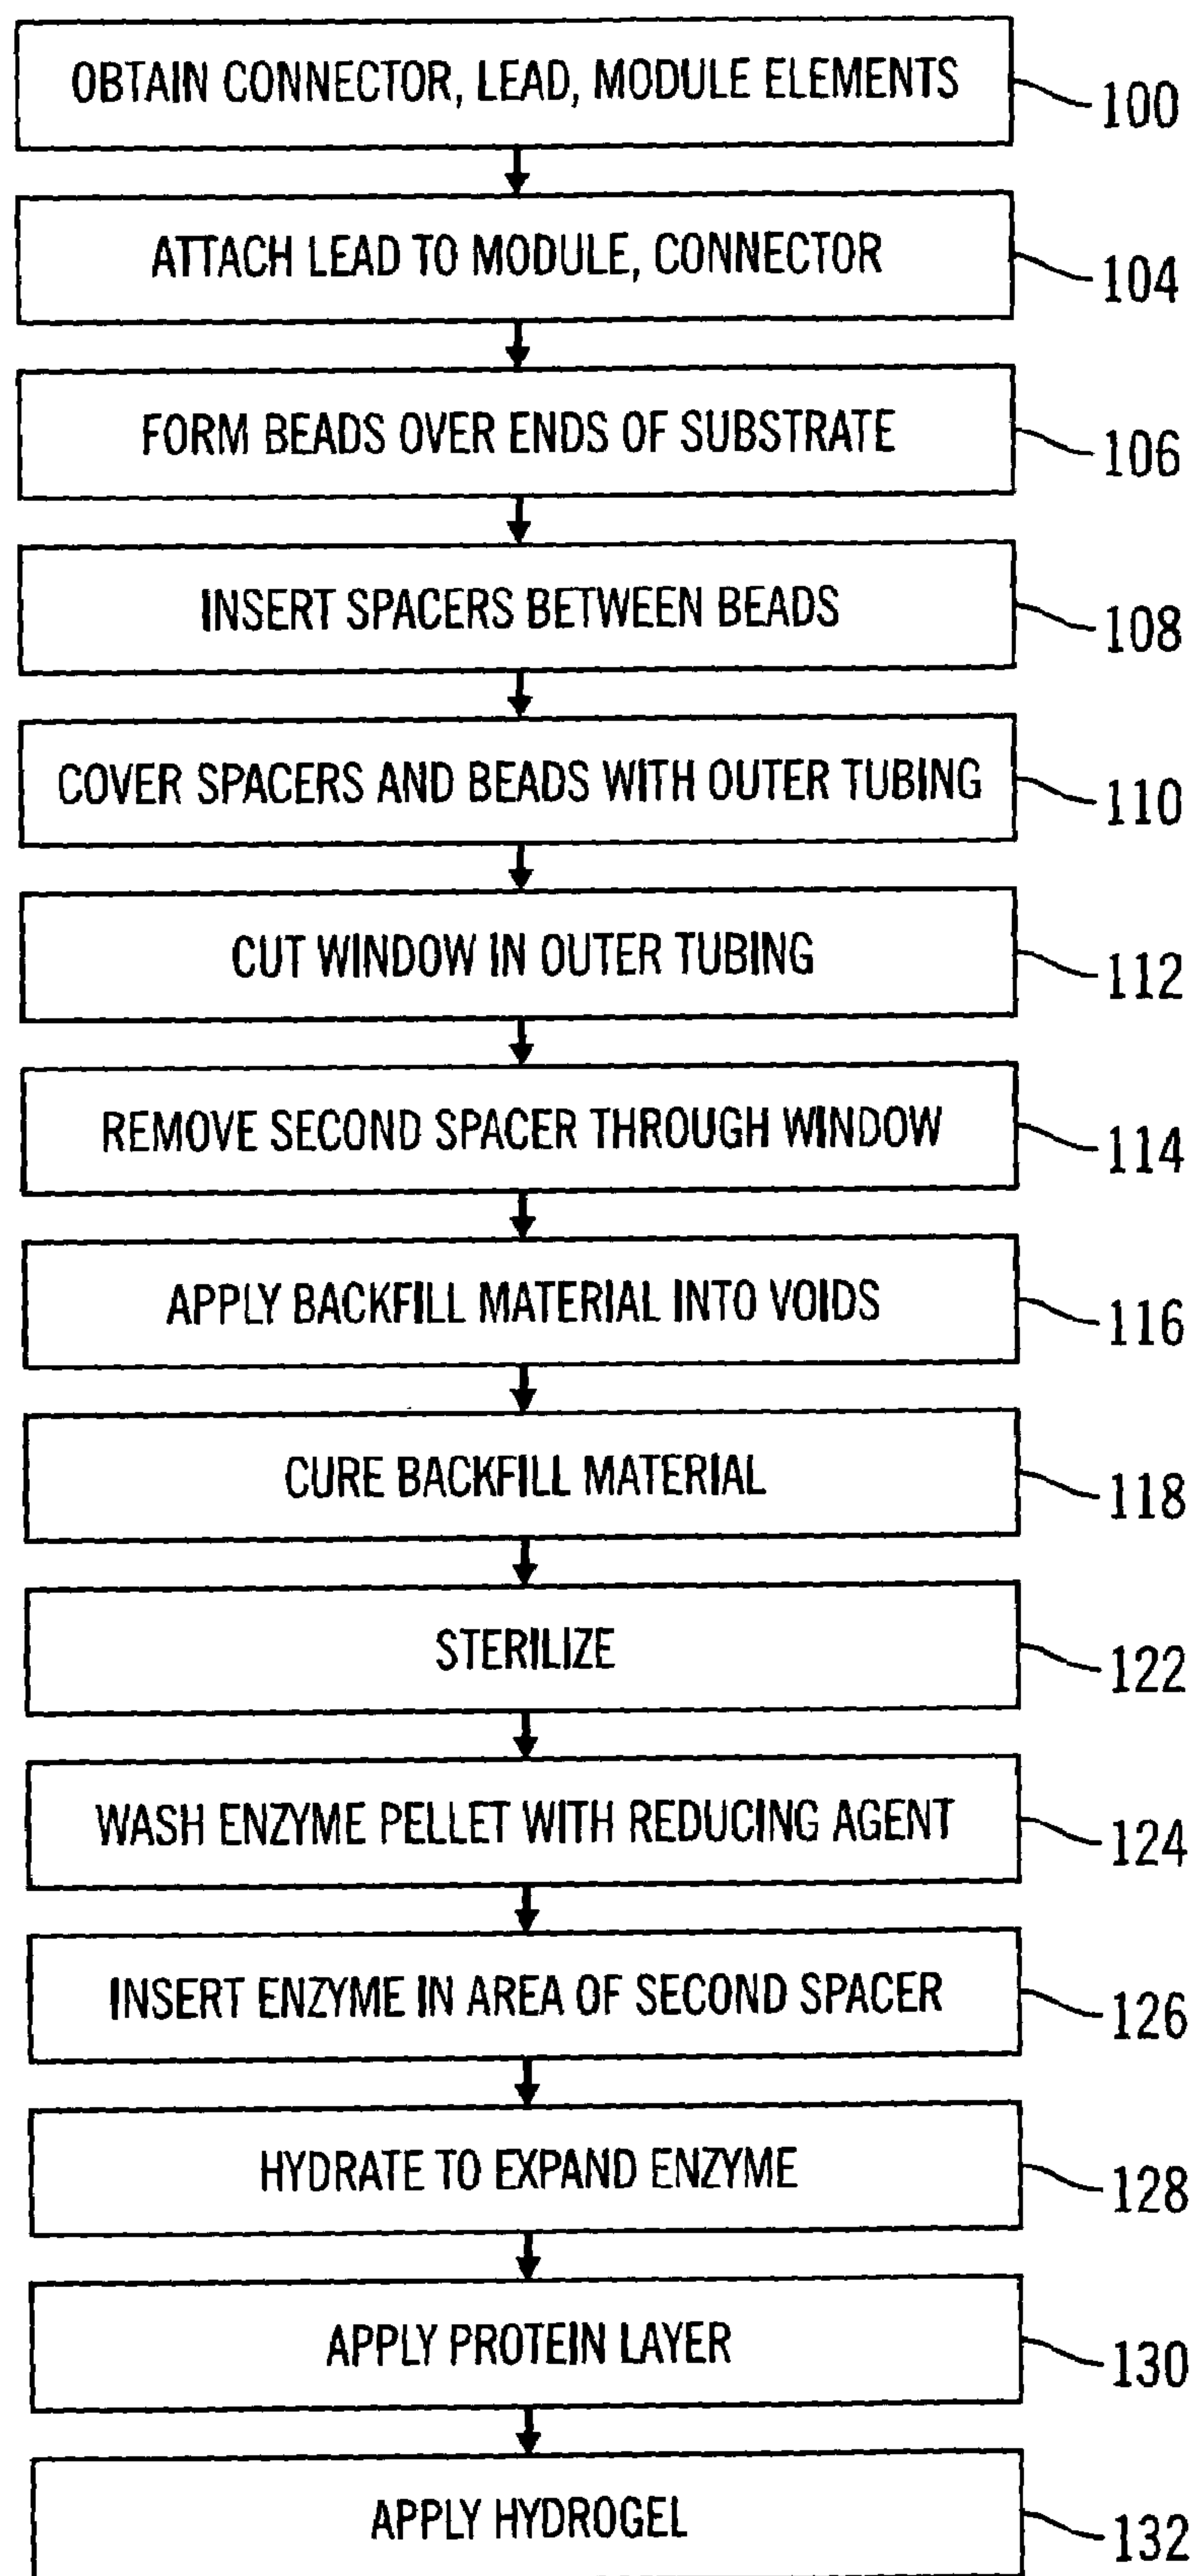 OBTAIN CONNECTOR, LEAD, MODULE ELEMENTS
100
ATTACH LEAD TO MODULE, CONNECTOR
104
FORM BEADS OVER ENDS OF SUBSTRATE
106
INSERT SPACERS BETWEEN BEADS
108
COVER SPACERS AND BEADS WITH OUTER TUBING
110
CUT WINDOW IN OUTER TUBING
112
REMOVE SECOND SPACER THROUGH WINDOW
114
APPLY BACKFILL MATERIAL INTO VOIDS
116
CURE BACKFILL MATERIAL
118
STERILIZE
122
WASH ENZYME PELLET WITH REDUCING AGENT
124
INSERT ENZYME IN AREA OF SECOND SPACER
126
HYDRATE TO EXPAND ENZYME
128
APPLY PROTEIN LAYER
130
APPLY HYDROGEL
132